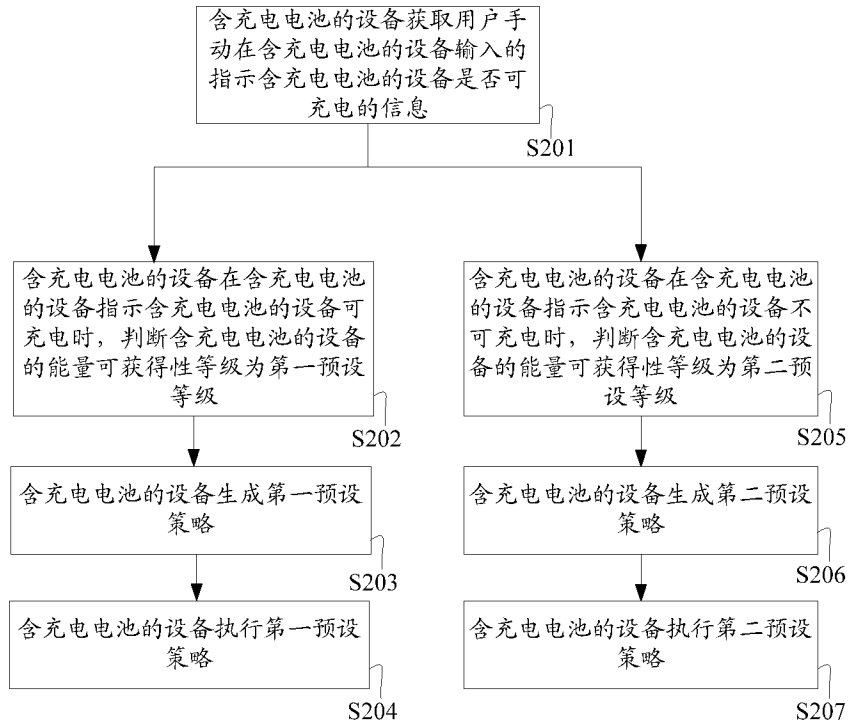 含充电电池的设备获取用户手
动在含充电电池的设备输入的
指示含充电电池的设备是否可
充电的信息
S201
含充电电池的设备在含充电电池
的设备指示含充电电池的设备可
充电时，判断含充电电池的设备
的能量可获得性等级为第一预设
等级
S202
含充电电池的设备生成第一预设
策略
S203
含充电电池的设备执行第一预设
策略
S204
含充电电池的设备在含充电电池
的设备指示含充电电池的设备不
可充电时，判断含充电电池的设
备的能量可获得性等级为第二预
设等级
S205
含充电电池的设备生成第二预设
策略
S206
含充电电池的设备执行第二预设
策略
S207